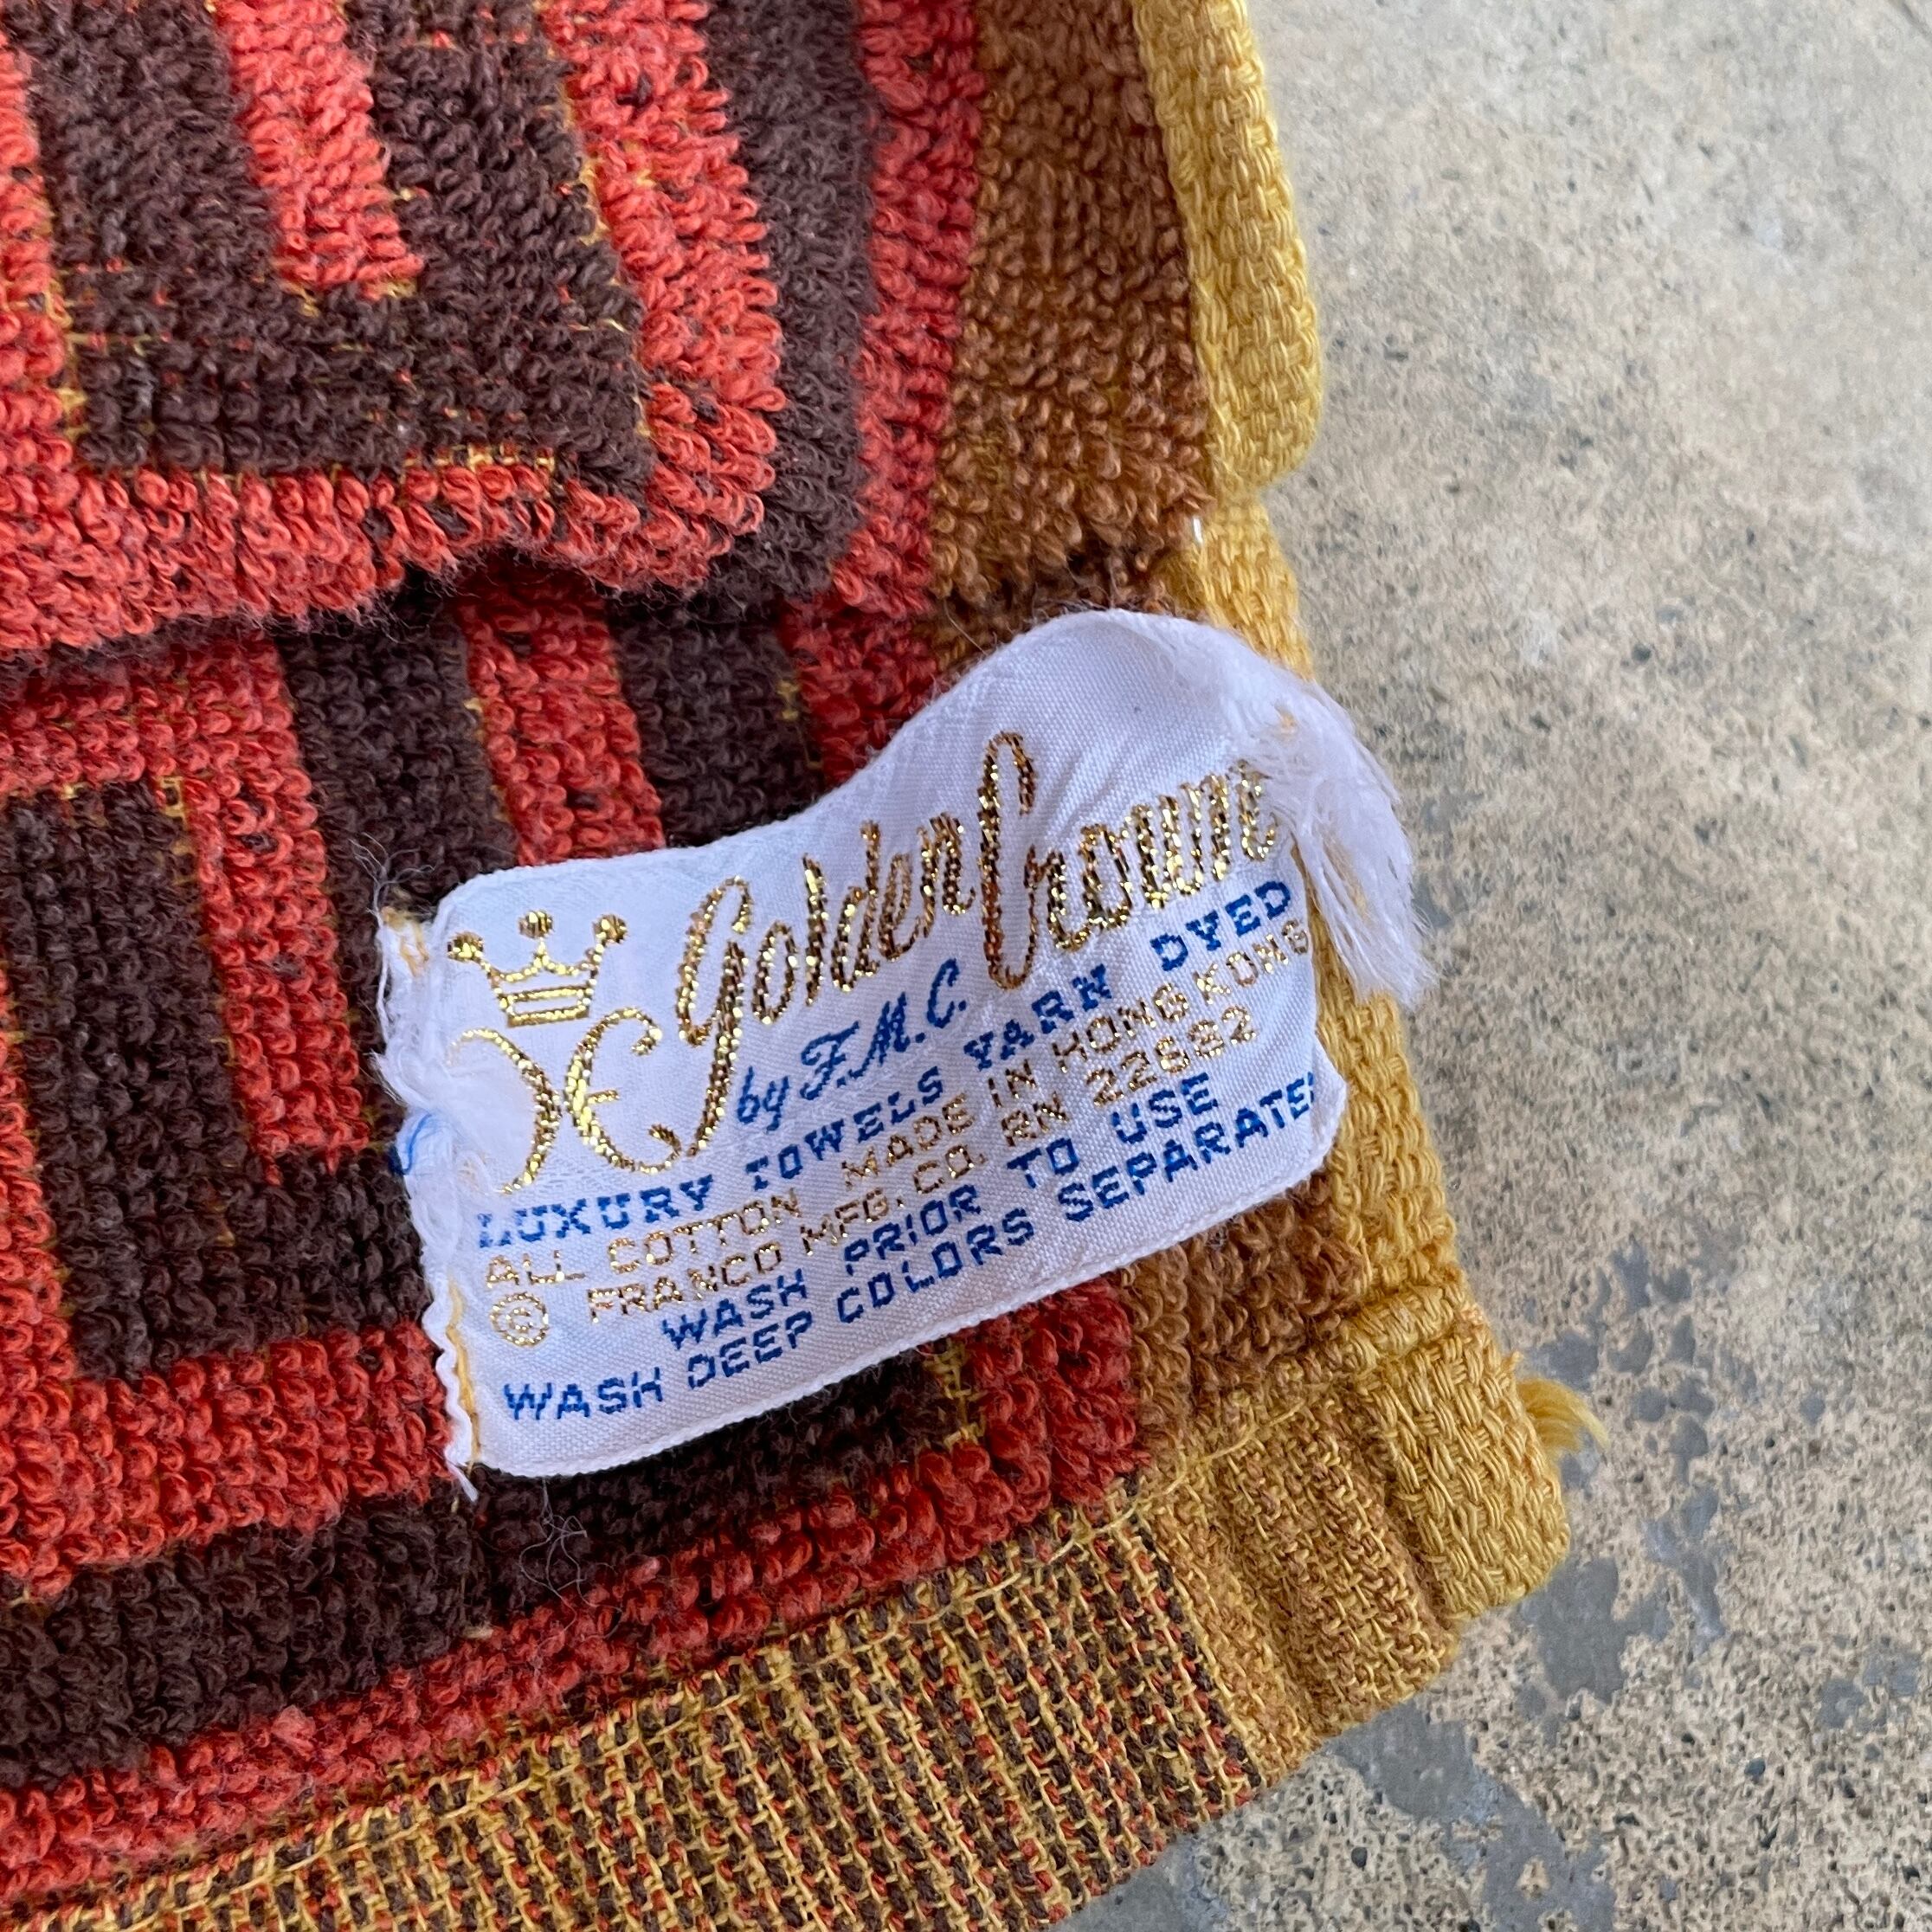 Golden Crown
by F.M.C.
LUXURY TOWELS YARN DYED
ALL COTTON MADE IN HONG KONG
© FRANCO MFG. CO. RN 22682
WASH PRIOR TO USE
WASH DEEP COLORS SEPARATE